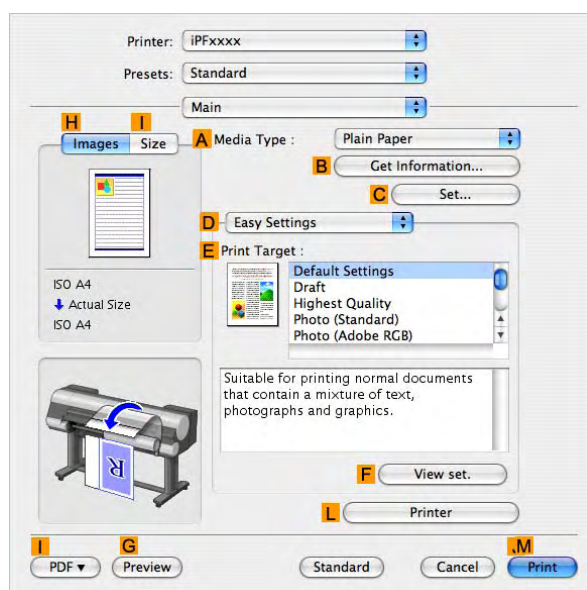 Printer: iPFxxxx
Presets: Standard
Main
H I
Images Size
A Media Type : Plain Paper
B Get Information...
C Set...
D Easy Settings
E Print Target :
Default Settings
Draft
Highest Quality
Photo (Standard)
Photo (Adobe RGB)
ISO A4
Actual Size
ISO A4
Suitable for printing normal documents
that contain a mixture of text,
photographs and graphics.
R
F View set.
L Printer
I G .M
PDF Preview Standard Cancel Print